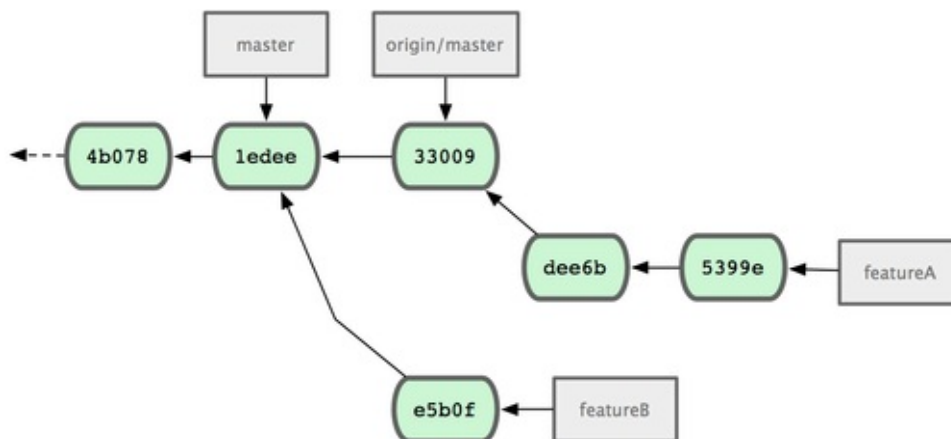 master
origin/master
4b078
1edee
33009
dee6b
5399e
featureA
e5b0f
featureB